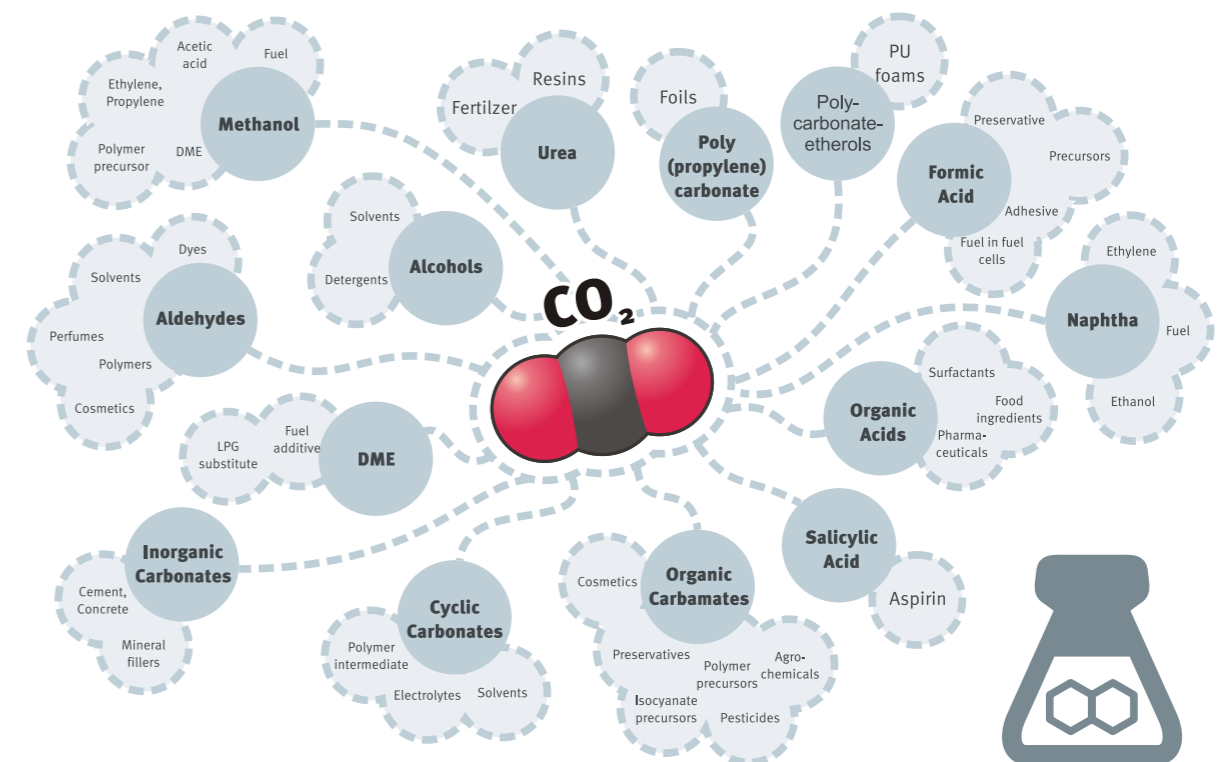 Acetic
acid
Fuel
Ethylene,
Propylene
Methanol
Polymer
precursor
DME
Resins
Fertilzer
Urea
Foils
Poly
(propylene)
carbonate
PU
foams
Poly-
carbonate-
etherols
Preservative
Precursors
Formic
Acid
Adhesive
Fuel in fuel
cells
Solvents
Alcohols
Detergents
Dyes
Solvents
Aldehydes
Perfumes
Polymers
Cosmetics
CO₂
Ethylene
Naphtha
Fuel
Ethanol
Surfactants
Food
ingredients
Organic
Acids
Pharma-
ceuticals
LPG
substitute
Fuel
additive
DME
Inorganic
Carbonates
Cement,
Concrete
Mineral
fillers
Cyclic
Carbonates
Polymer
intermediate
Electrolytes
Solvents
Cosmetics
Organic
Carbamates
Preservatives
Polymer
precursors
Agro-
chemicals
Isocyanate
precursors
Pesticides
Salicylic
Acid
Aspirin